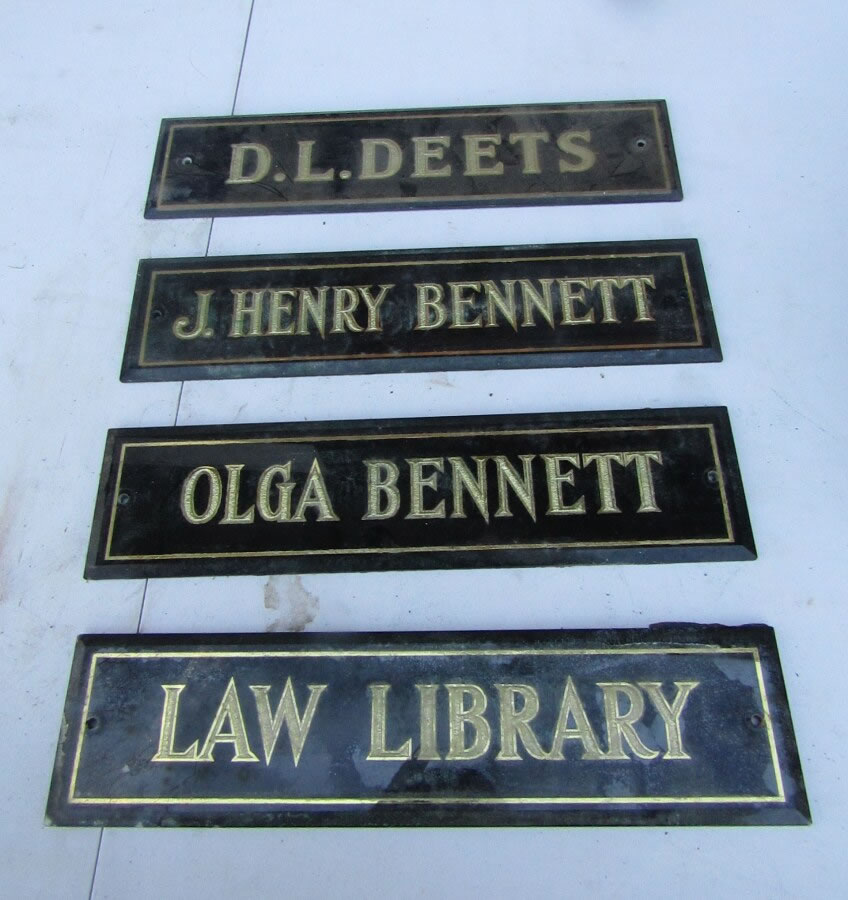 D.L.DEETS
J. HENRY BENNETT
OLGA BENNETT
LAW LIBRARY